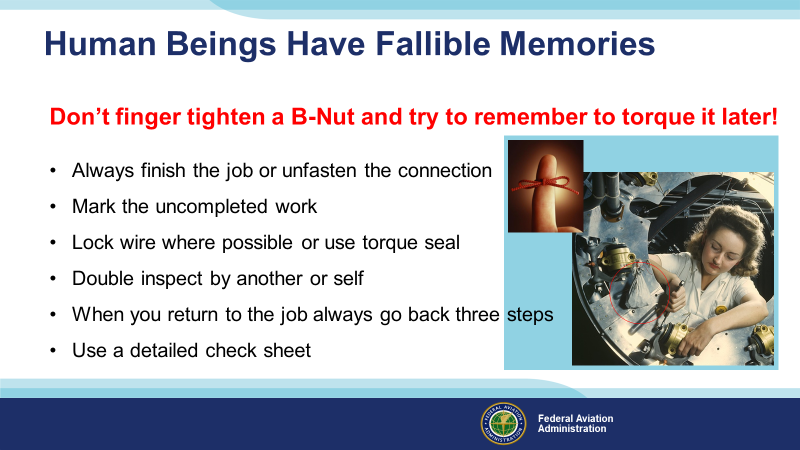 Human Beings Have Fallible Memories
Don't finger tighten a B-Nut and try to remember to torque it later!
• Always finish the job or unfasten the connection
• Mark the uncompleted work
• Lock wire where possible or use torque seal
• Double inspect by another or self
• When you return to the job always go back three steps
• Use a detailed check sheet
FEDERAL AVIATION
ADMINISTRATION
Federal Aviation
Administration